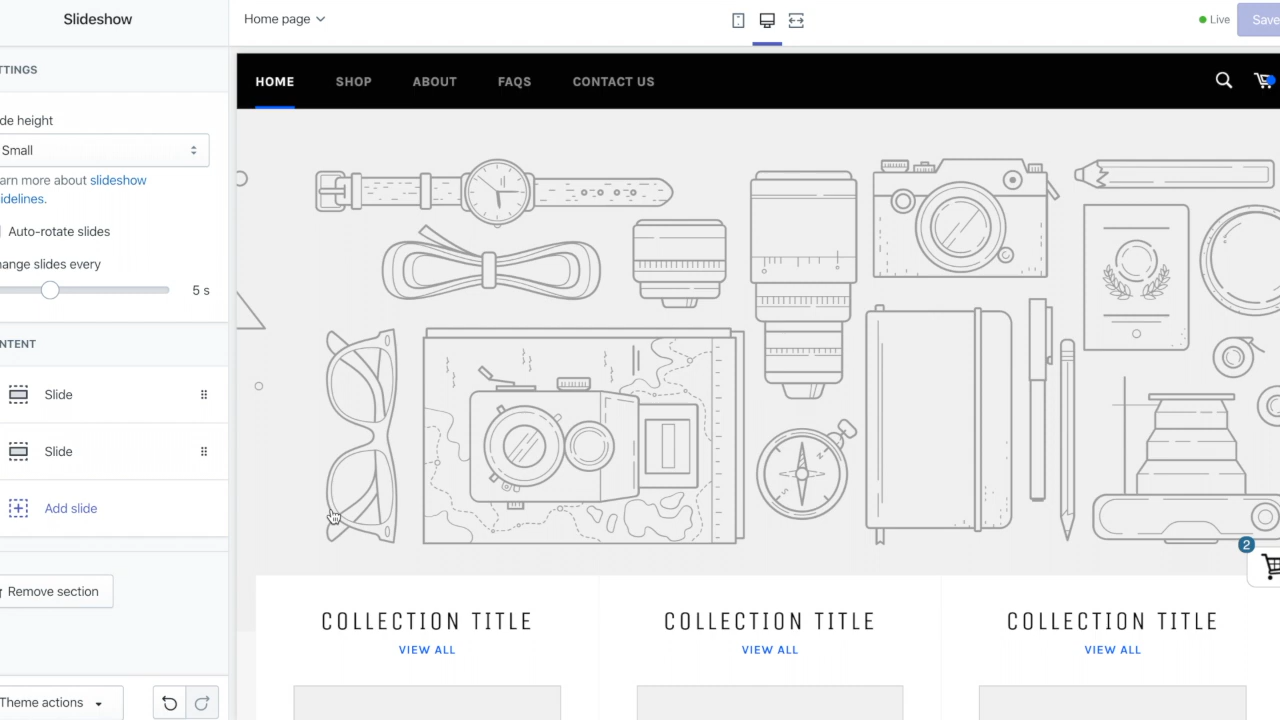 Slideshow
Home page
Live
Save
TTINGS
HOME
SHOP
ABOUT
FAQS
CONTACT US
de height
Small
arn more about slideshow
idelines.
Auto-rotate slides
ange slides every
5 s
NTENT
Slide
Slide
Add slide
2
Remove section
COLLECTION TITLE
VIEW ALL
COLLECTION TITLE
VIEW ALL
COLLECTION TITLE
VIEW ALL
Theme actions